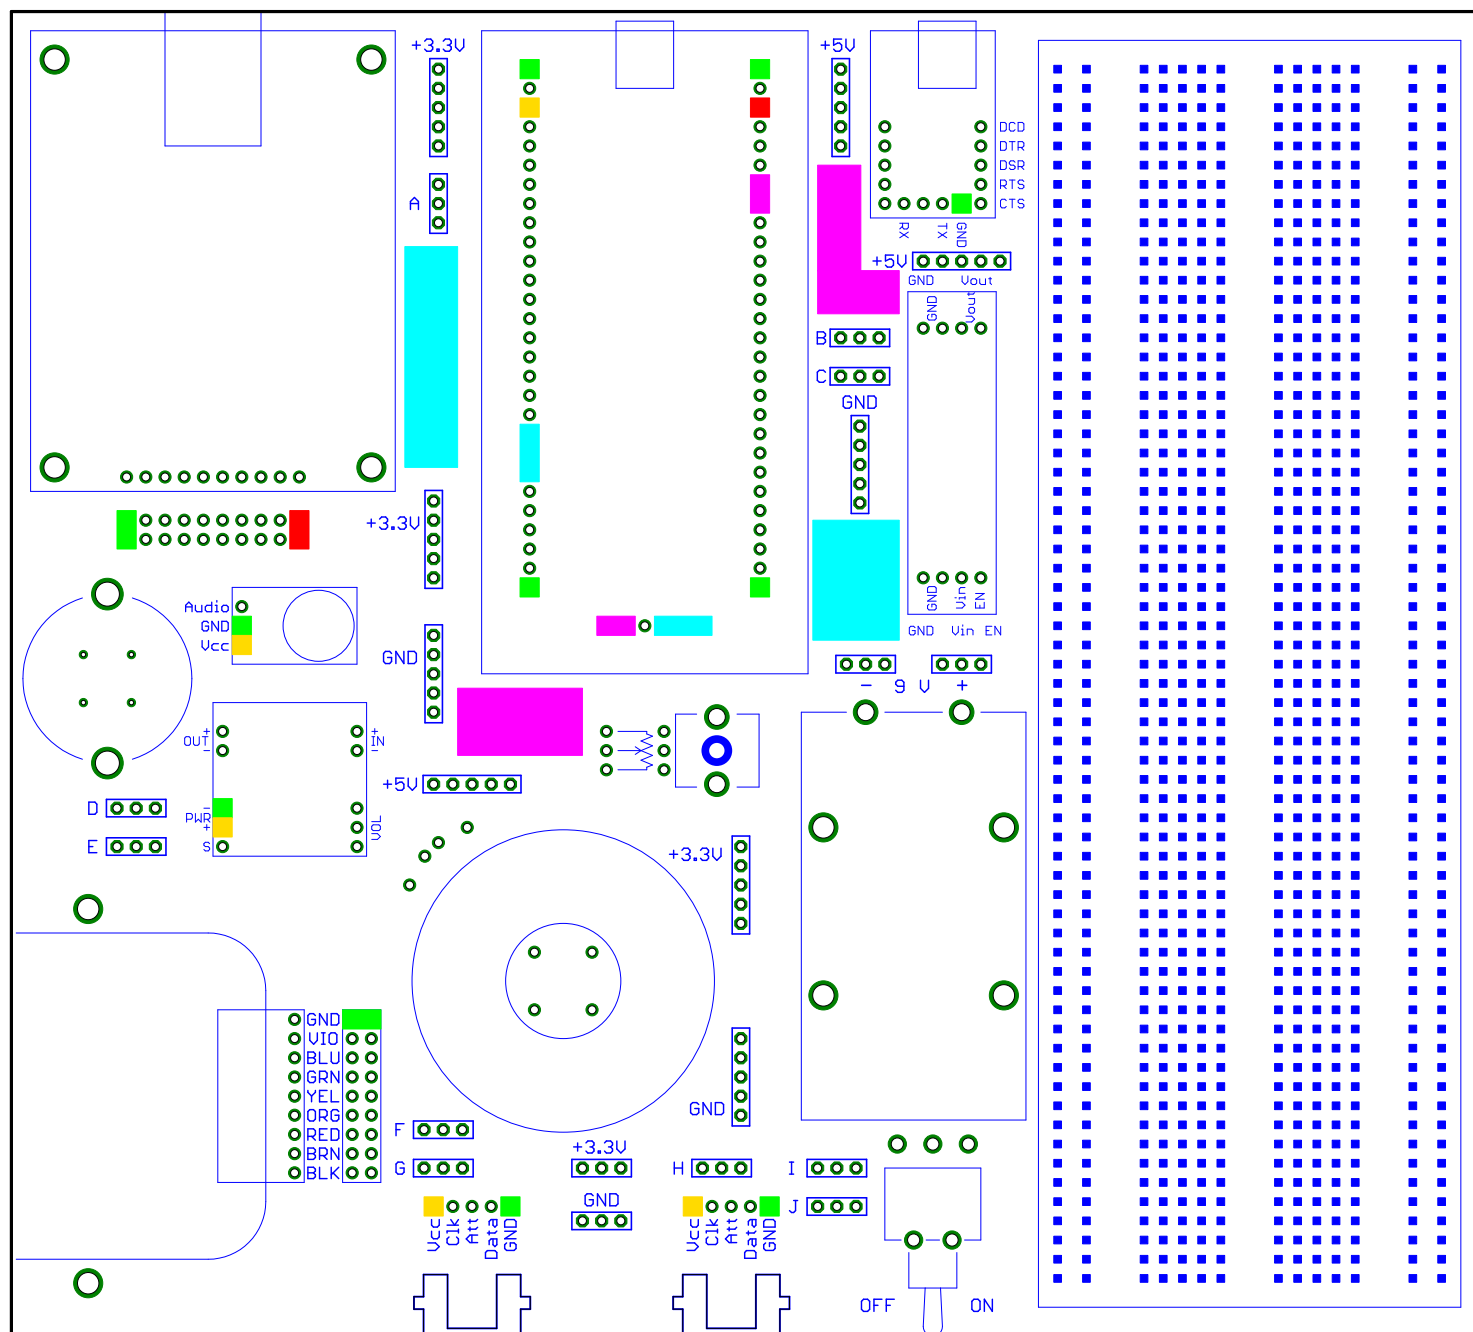 +3.3V
+5V
DCD
DTR
DSR
RTS
CTS
A
RX
TX
GND
+5V
GND Vout
GND
Vout
B
C
GND
+3.3V
Audio
GND
Vcc
GND
Vin
EN
GND Vin EN
GND
- 9 V +
OUT
+
-
+
-
IN
+5V
D
-
PWR
+
VOL
E
S
+3.3V
GND
VIO
BLU
GRN
YEL
ORG
RED
BRN
BLK
GND
F
+3.3V
G
H
I
GND
J
Vcc
Clk
Att
Data
GND
Vcc
Clk
Att
Data
GND
OFF
ON